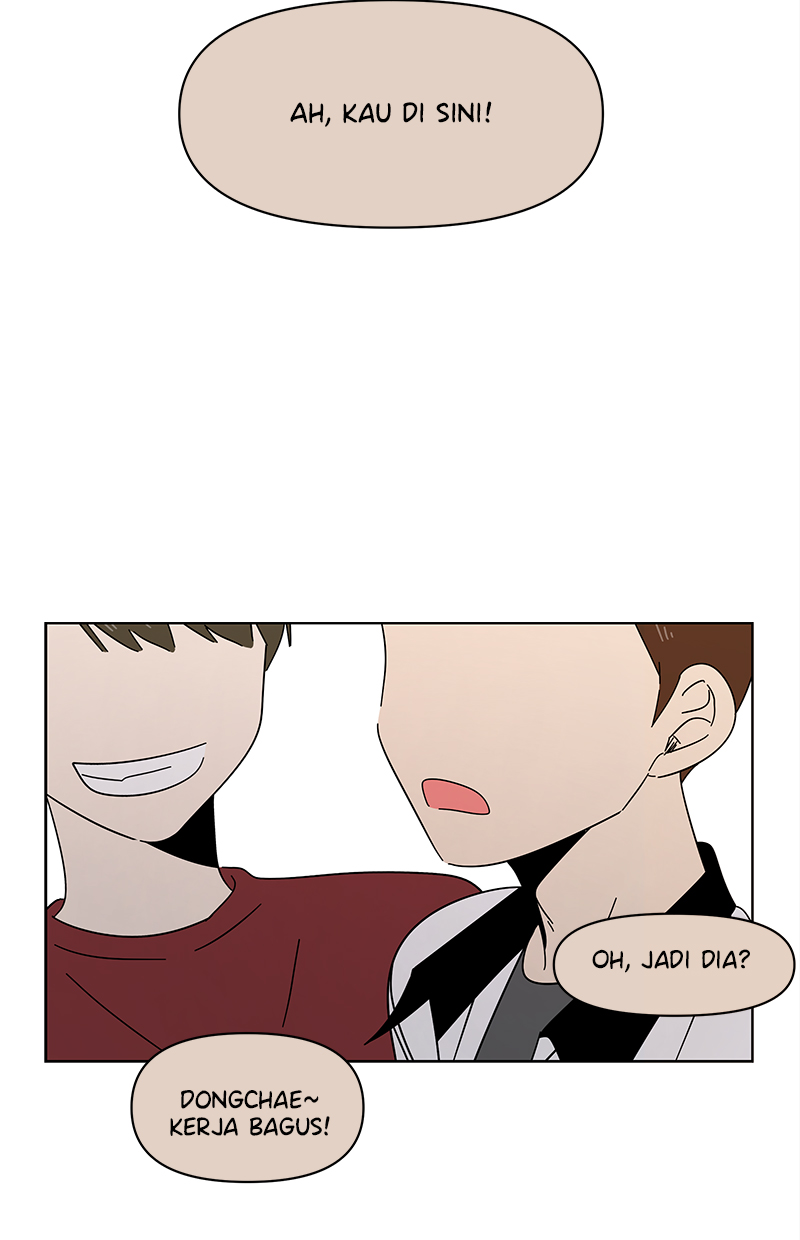 AH, KAU DI SINI!
OH, JADI DIA?
DONGCHAE~
KERJA BAGUS!